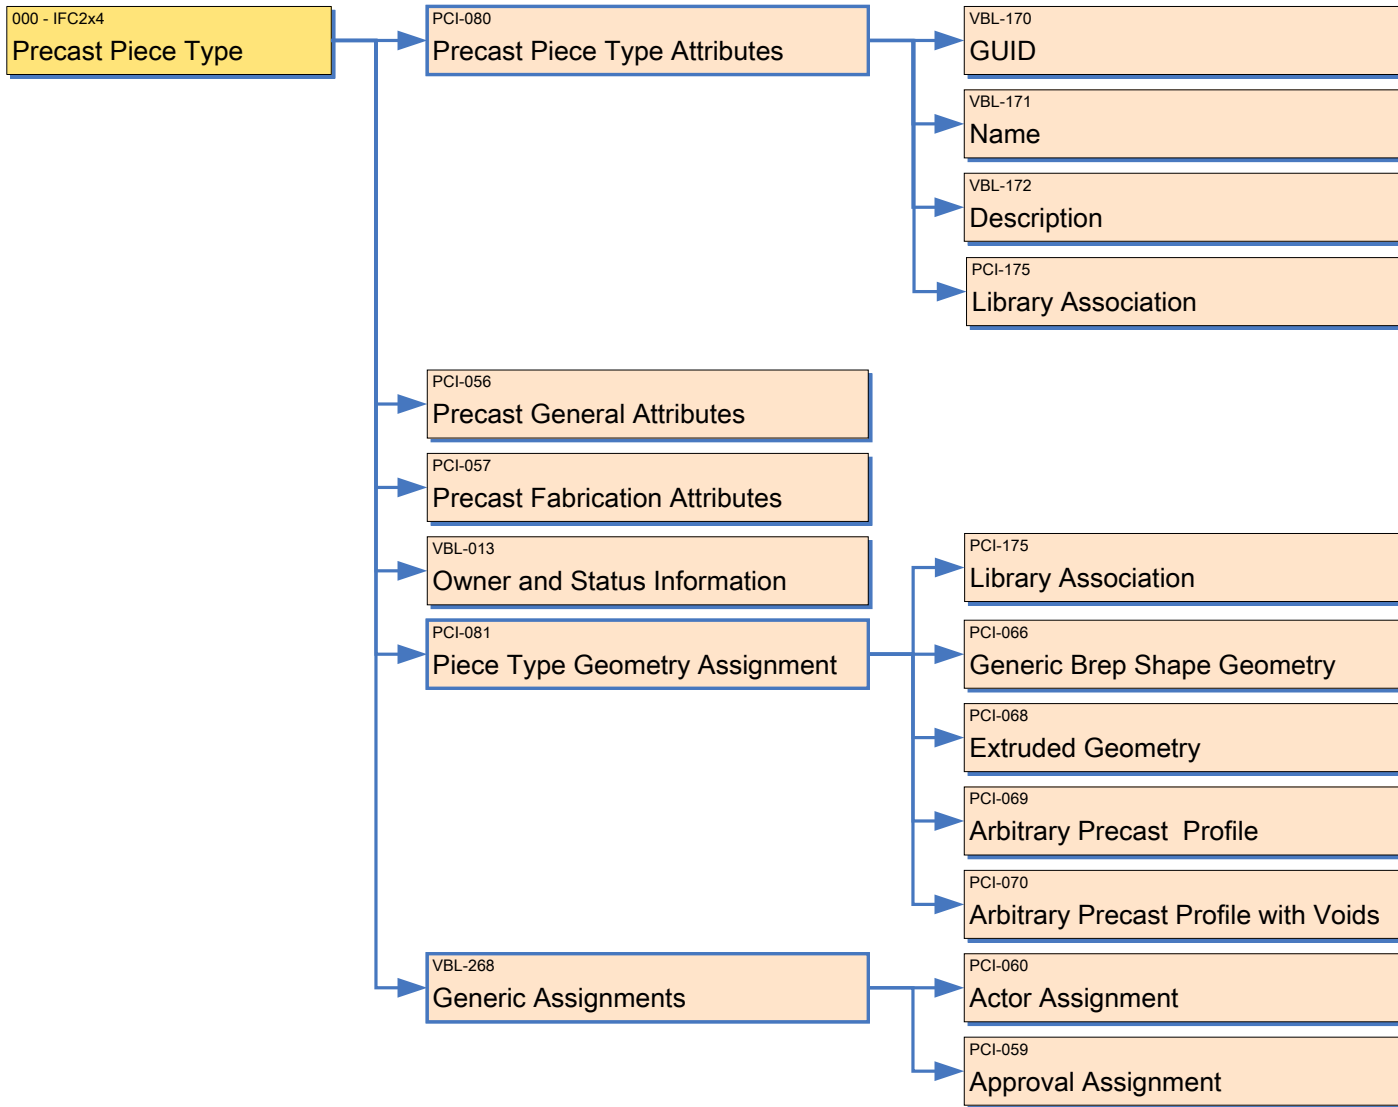 000 - IFC2x4
Precast Piece Type
PCI-080
Precast Piece Type Attributes
VBL-170
GUID
VBL-171
Name
VBL-172
Description
PCI-175
Library Association
PCI-056
Precast General Attributes
PCI-057
Precast Fabrication Attributes
VBL-013
Owner and Status Information
PCI-081
Piece Type Geometry Assignment
PCI-175
Library Association
PCI-066
Generic Brep Shape Geometry
PCI-068
Extruded Geometry
PCI-069
Arbitrary Precast  Profile
PCI-070
Arbitrary Precast Profile with Voids
VBL-268
Generic Assignments
PCI-060
Actor Assignment
PCI-059
Approval Assignment